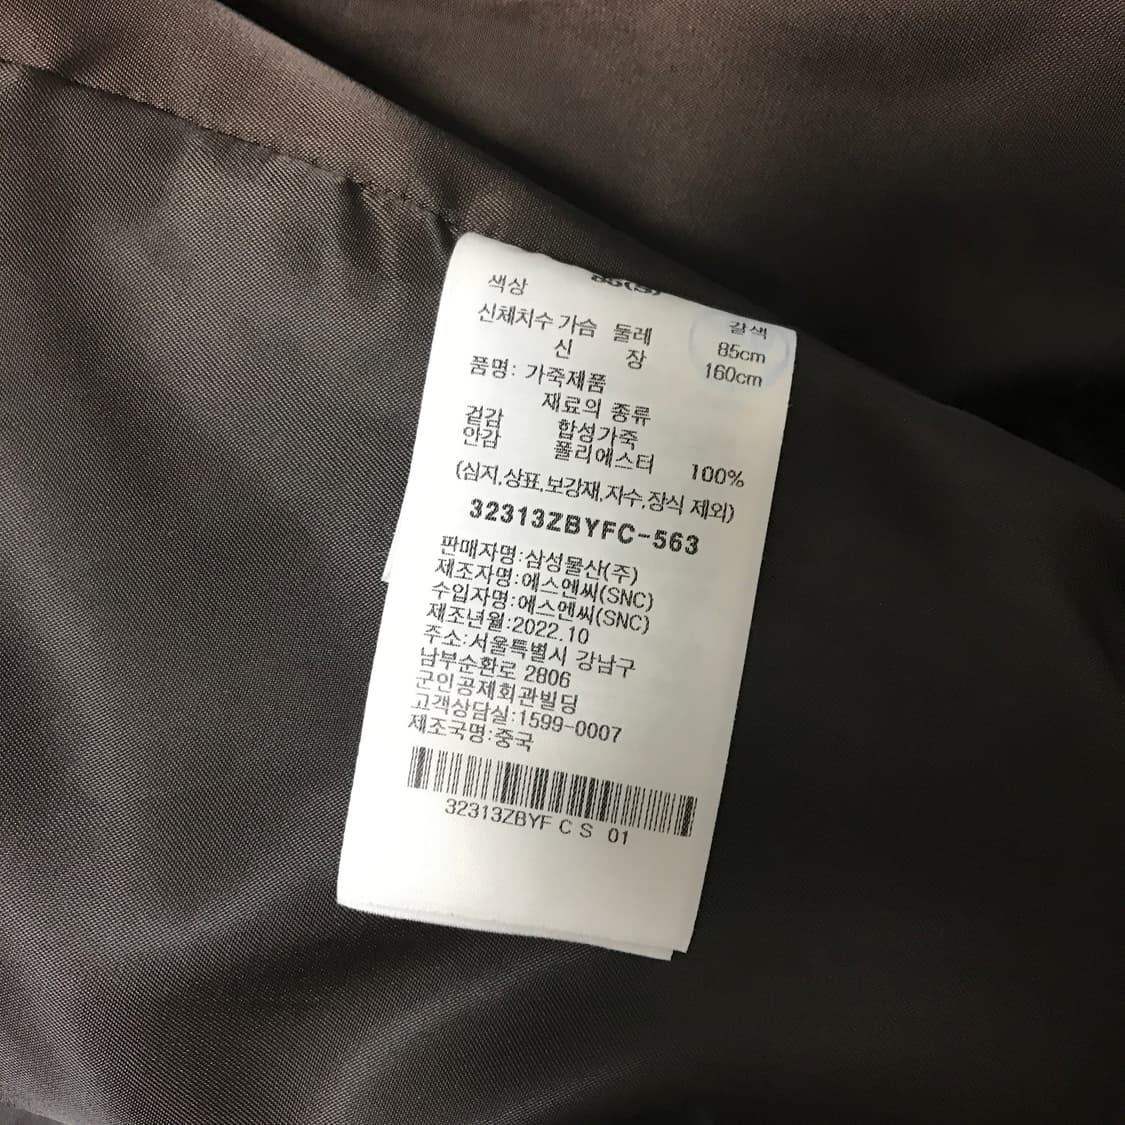 85(S)
색상 갈색
신체치수 가슴 둘레 85cm
신 장 160cm
품명: 가죽제품
재료의 종류
겉감 합성가죽
안감 폴리에스터 100%
(심지,상표,보강재,자수,장식 제외)
32313ZBYFC-563
판매자명:삼성물산(주)
제조자명:에스엔씨(SNC)
수입자명:에스엔씨(SNC)
제조년월:2022.10
주소:서울특별시 강남구
남부순환로 2806
군인공제회관빌딩
고객상담실:1599-0007
제조국명:중국
32313ZBYF C S 01